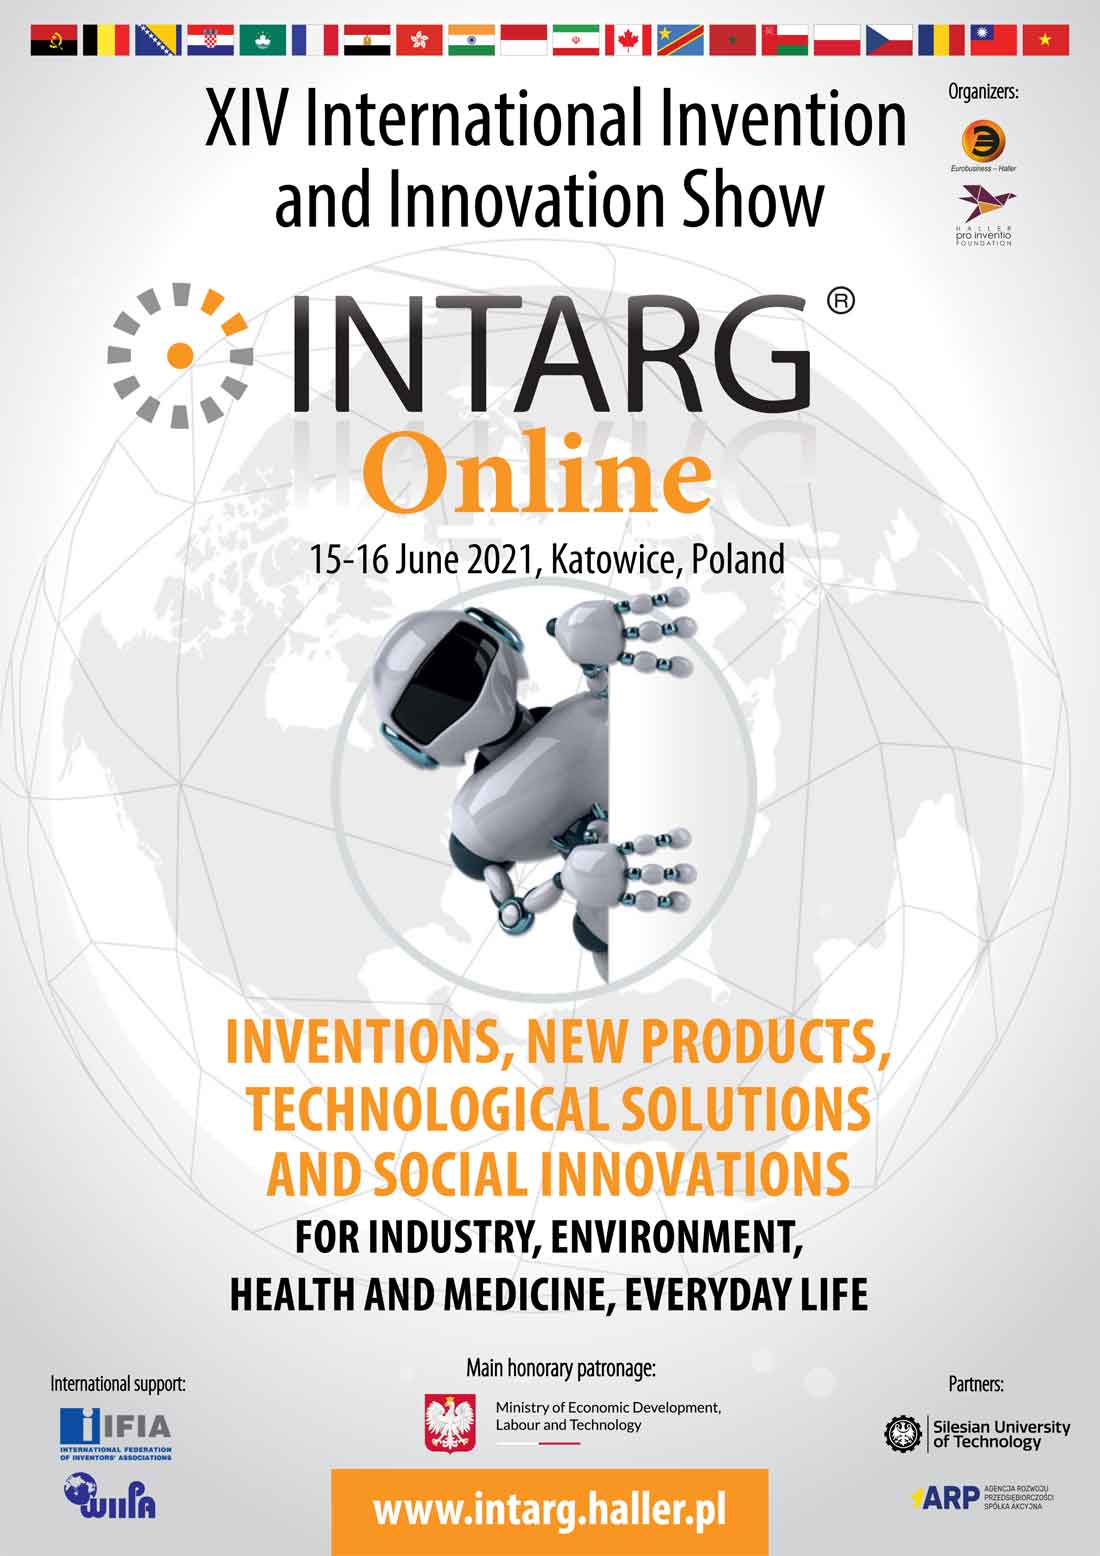 XIV International Invention
and Innovation Show
Organizers:
Eurobusiness – Haller
HALLER
pro inventio
FOUNDATION
INTARG®
Online
15-16 June 2021, Katowice, Poland
INVENTIONS, NEW PRODUCTS,
TECHNOLOGICAL SOLUTIONS
AND SOCIAL INNOVATIONS
FOR INDUSTRY, ENVIRONMENT,
HEALTH AND MEDICINE, EVERYDAY LIFE
International support:
iIFIA
INTERNATIONAL FEDERATION
OF INVENTORS' ASSOCIATIONS
WIIPA
Main honorary patronage:
Ministry of Economic Development,
Labour and Technology
Partners:
Silesian University
of Technology
ARP
AGENCJA ROZWOJU
PRZEDSIĘBIORCZOŚCI
SPÓŁKA AKCYJNA
www.intarg.haller.pl